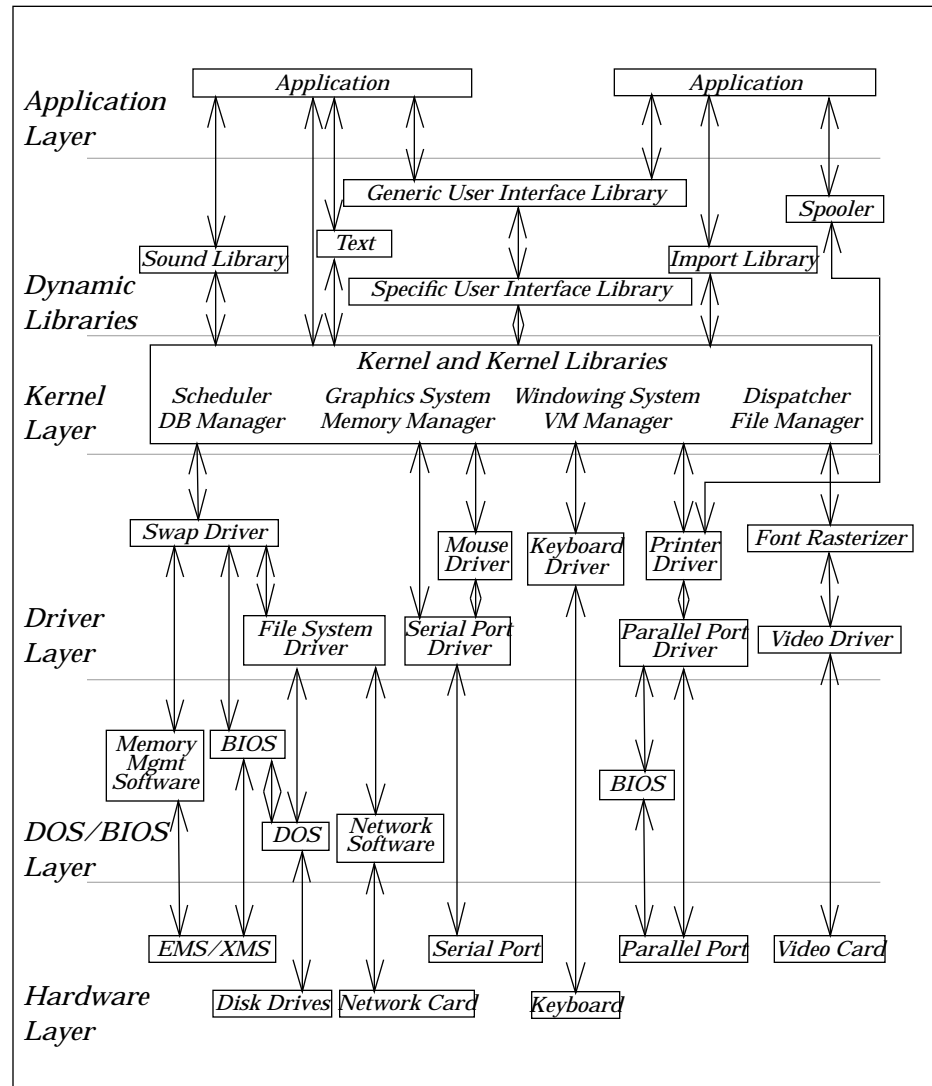 Application
Application
Application
Layer
Generic User Interface Library
Spooler
Text
Sound Library
Import Library
Dynamic
Libraries
Specific User Interface Library
Kernel and Kernel Libraries
Kernel
Layer
Scheduler
DB Manager
Graphics System
Memory Manager
Windowing System
VM Manager
Dispatcher
File Manager
Swap Driver
Mouse
Driver
Keyboard
Driver
Printer
Driver
Font Rasterizer
Driver
Layer
File System
Driver
Serial Port
Driver
Parallel Port
Driver
Video Driver
Memory
Mgmt
Software
BIOS
BIOS
DOS/BIOS
Layer
DOS
Network
Software
EMS/XMS
Serial Port
Parallel Port
Video Card
Hardware
Layer
Disk Drives
Network Card
Keyboard